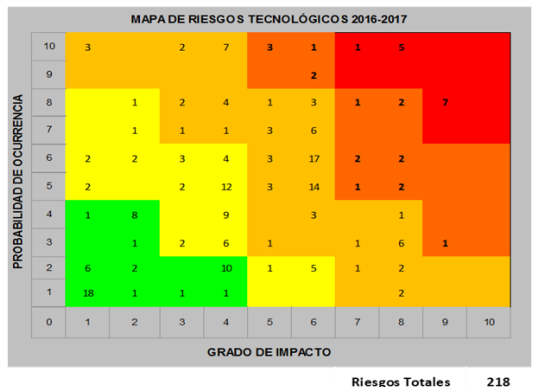 MAPA DE RIESGOS TECNOLÓGICOS 2016-2017
PROBABILIDAD DE OCURRENCIA
10 3 2 7 3 1 1 5
9 2
8 1 2 4 1 3 1 2 7
7 1 1 1 3 6
6 2 2 3 4 3 17 2 2
5 2 2 12 3 14 1 2
4 1 8 9 3 1
3 1 2 6 1 1 6 1
2 6 2 10 1 5 1 2
1 18 1 1 1 2
0 1 2 3 4 5 6 7 8 9 10
GRADO DE IMPACTO
Riesgos Totales 218